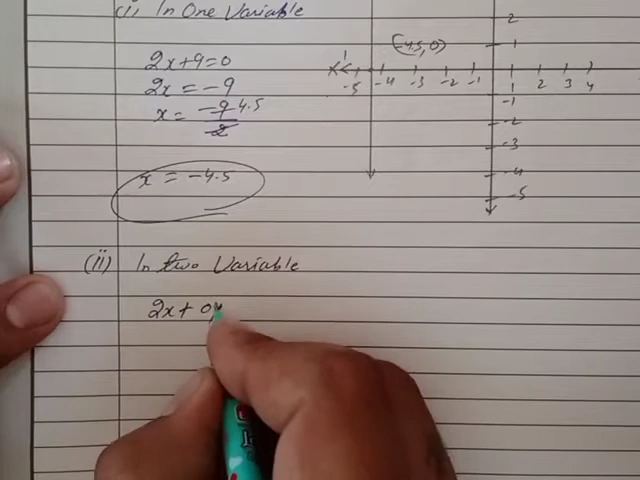 (i) In One Variable
2x+9=0
2x = -9
x = -9 4.5
2
x = -4.5
(-4.5, 0)
x' -5 -4 -3 -2 -1 1 2 3 4
2
1
-1
-2
-3
-4
-5
(ii) In two Variable
2x+ 0y